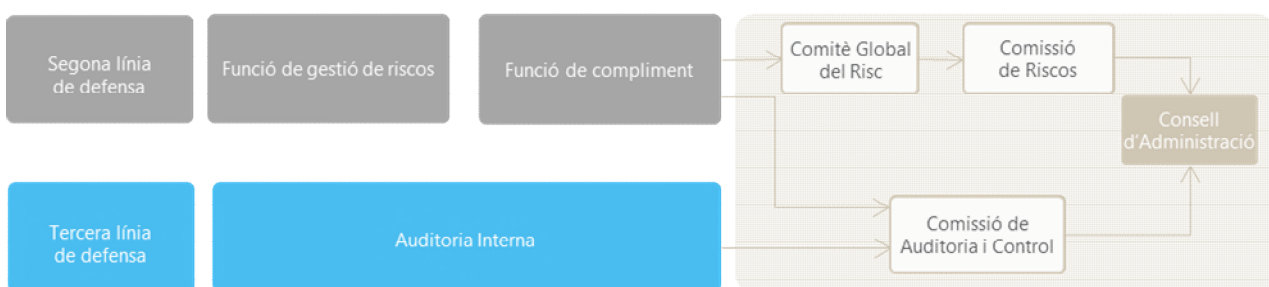 Segona línia
de defensa
Funció de gestió de riscos
Funció de compliment
Comitè Global
del Risc
Comissió
de Riscos
Consell
d'Administració
Tercera línia
de defensa
Auditoria Interna
Comissió de
Auditoria i Control